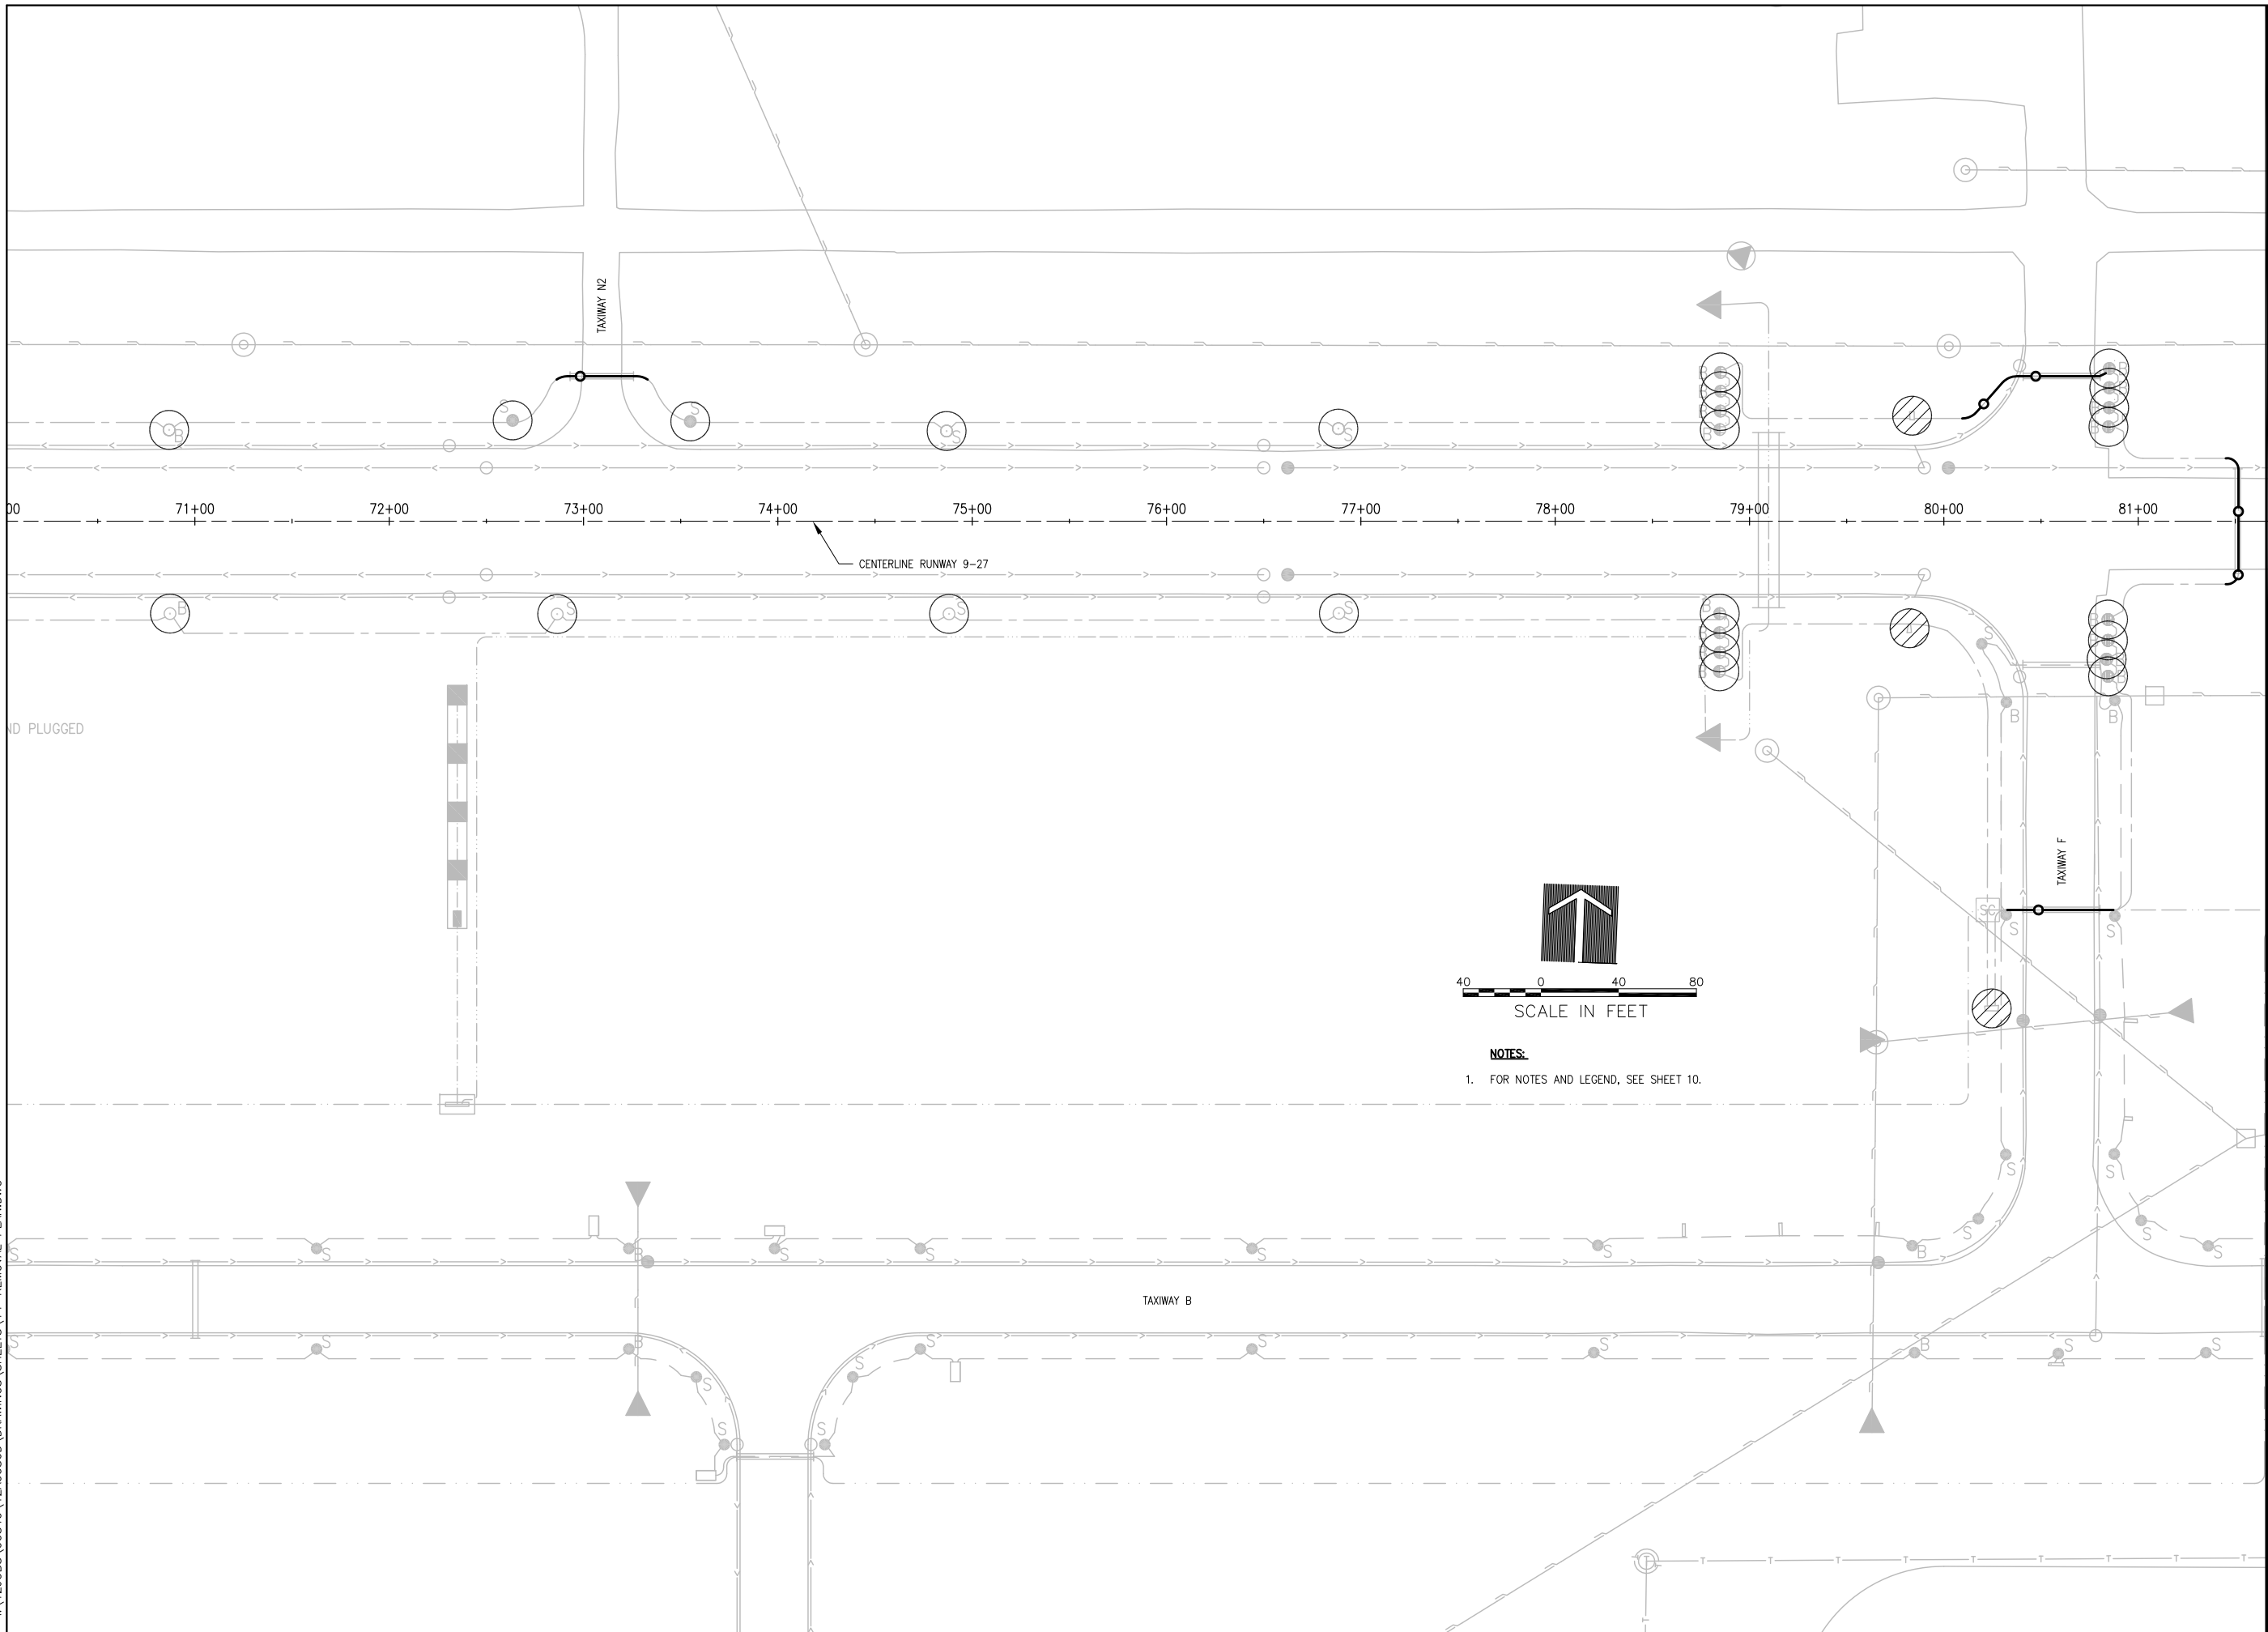 TAXIWAY N2
S
S
B
S
S
B
B
00
71+00
72+00
73+00
74+00
75+00
76+00
77+00
78+00
79+00
80+00
81+00
CENTERLINE RUNWAY 9-27
B
S
S
S
B
S
B
B
B
ND PLUGGED
TAXIWAY F
SC
S
S
40 0 40 80
SCALE IN FEET
NOTES:
1. FOR NOTES AND LEGEND, SEE SHEET 10.
S
S
S
S
S
S
B
S
S
S
S
B
S
TAXIWAY B
S
S
B
S
S
S
S
B
S
S
S
S
S
T T T T T T T T T
T